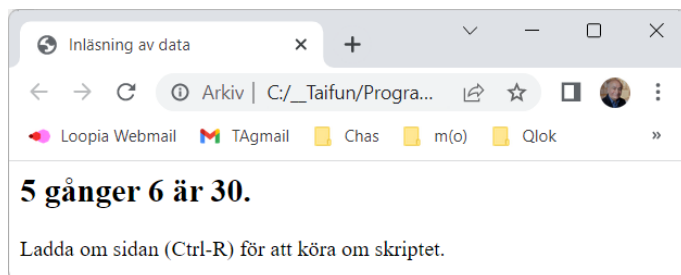 Inläsning av data
Arkiv | C:/__Taifun/Progra...
Loopia Webmail TAgmail Chas m(o) Qlok »
5 gånger 6 är 30.
Ladda om sidan (Ctrl-R) för att köra om skriptet.